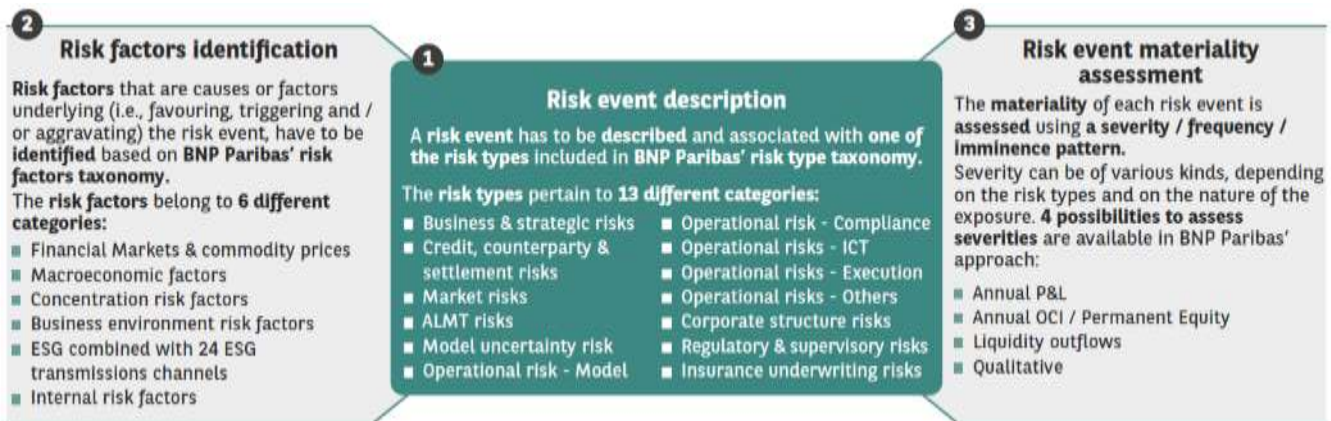 2
Risk factors identification
Risk factors that are causes or factors
underlying (i.e., favouring, triggering and /
or aggravating) the risk event, have to be
identified based on BNP Paribas' risk
factors taxonomy.
The risk factors belong to 6 different
categories:
Financial Markets & commodity prices
Macroeconomic factors
Concentration risk factors
Business environment risk factors
ESG combined with 24 ESG
transmissions channels
Internal risk factors
1
Risk event description
A risk event has to be described and associated with one of
the risk types included in BNP Paribas' risk type taxonomy.
The risk types pertain to 13 different categories:
Business & strategic risks
Credit, counterparty &
settlement risks
Market risks
ALMT risks
Model uncertainty risk
Operational risk - Model
Operational risk - Compliance
Operational risks - ICT
Operational risks - Execution
Operational risks - Others
Corporate structure risks
Regulatory & supervisory risks
Insurance underwriting risks
3
Risk event materiality
assessment
The materiality of each risk event is
assessed using a severity / frequency /
imminence pattern.
Severity can be of various kinds, depending
on the risk types and on the nature of the
exposure. 4 possibilities to assess
severities are available in BNP Paribas'
approach:
Annual P&L
Annual OCI / Permanent Equity
Liquidity outflows
Qualitative